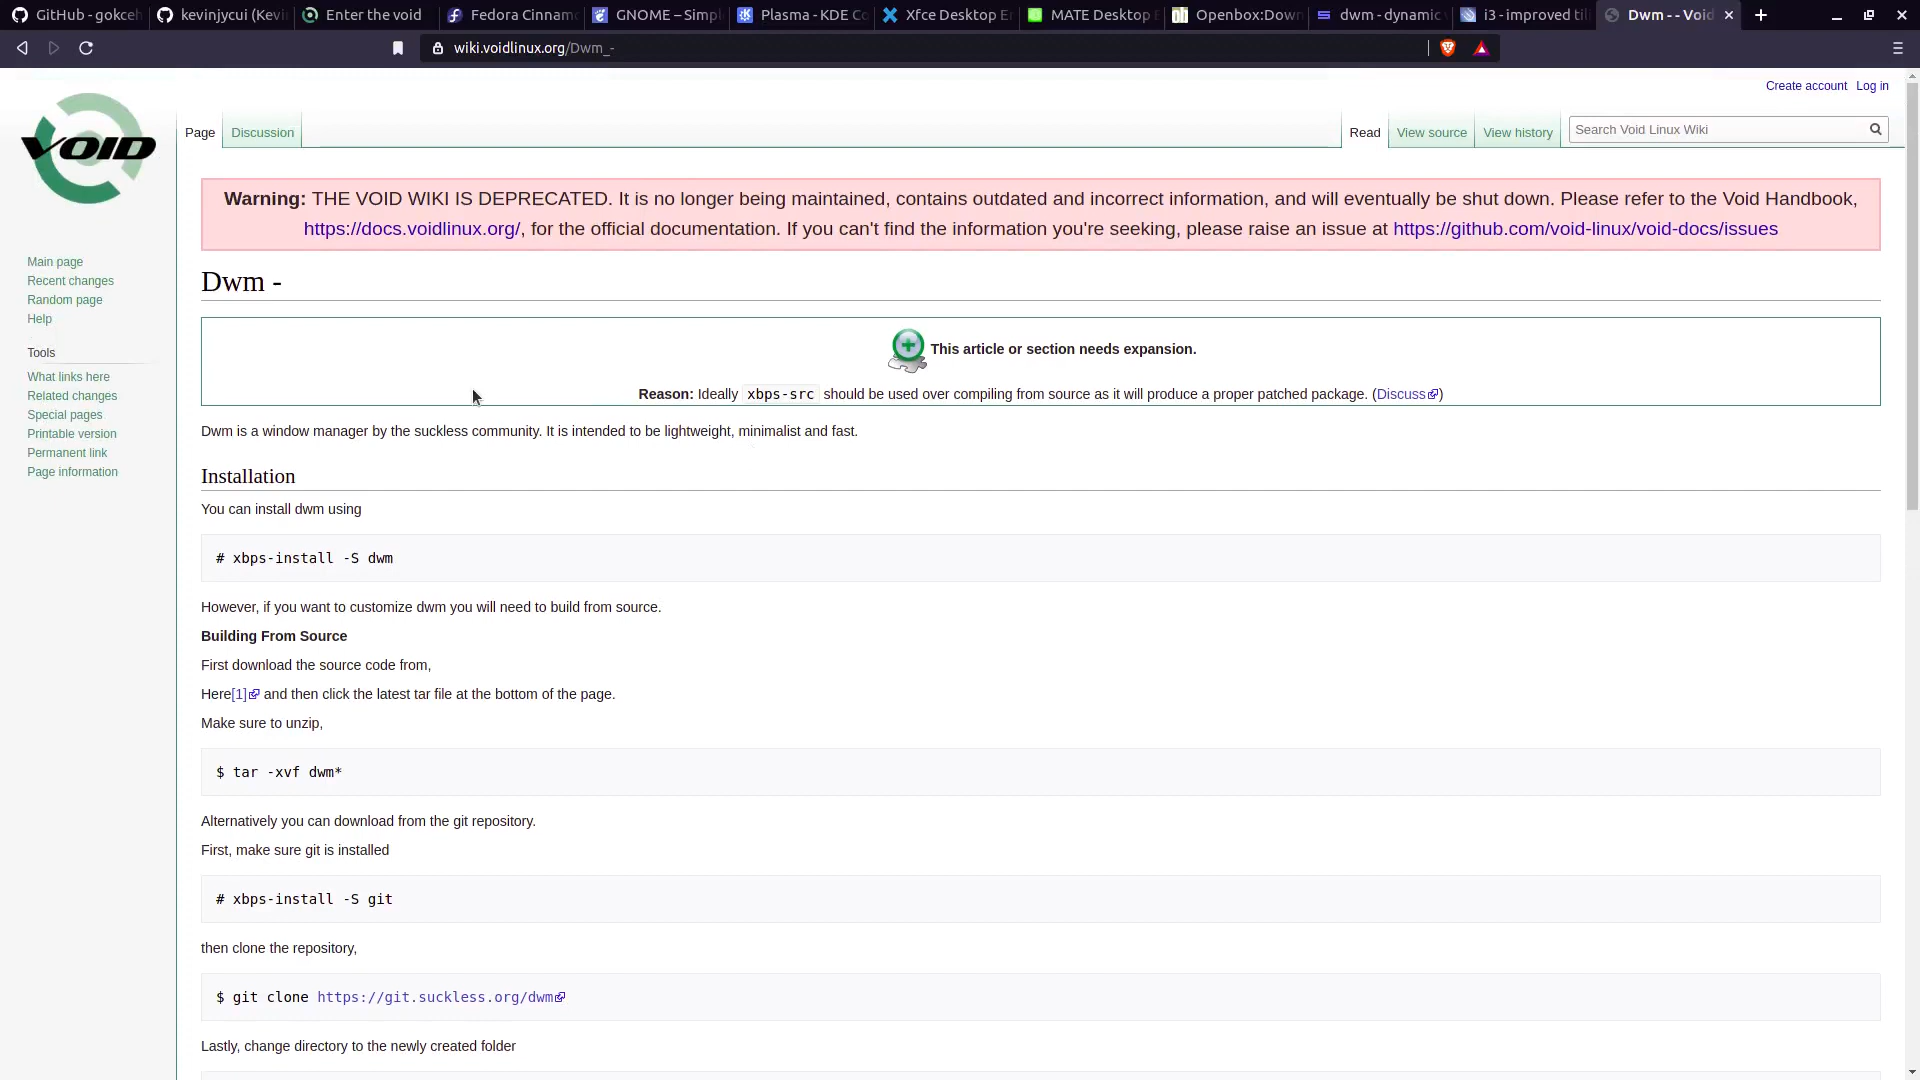 GitHub - gokceh
kevinjycui (Kevi
Enter the void
Fedora Cinnamo
GNOME – Simpl
Plasma - KDE Co
Xfce Desktop E
MATE Desktop E
Openbox:Down
dwm - dynamic
i3 - improved til
Dwm - - Void
wiki.voidlinux.org/Dwm_-
Create account Log in
VOID
Page
Discussion
Read
View source
View history
Search Void Linux Wiki
Warning: THE VOID WIKI IS DEPRECATED. It is no longer being maintained, contains outdated and incorrect information, and will eventually be shut down. Please refer to the Void Handbook,
https://docs.voidlinux.org/, for the official documentation. If you can't find the information you're seeking, please raise an issue at https://github.com/void-linux/void-docs/issues
Main page
Recent changes
Random page
Help
Tools
What links here
Related changes
Special pages
Printable version
Permanent link
Page information
Dwm -
This article or section needs expansion.
Reason: Ideally xbps-src should be used over compiling from source as it will produce a proper patched package. (Discuss)
Dwm is a window manager by the suckless community. It is intended to be lightweight, minimalist and fast.
Installation
You can install dwm using
# xbps-install -S dwm
However, if you want to customize dwm you will need to build from source.
Building From Source
First download the source code from,
Here[1] and then click the latest tar file at the bottom of the page.
Make sure to unzip,
$ tar -xvf dwm*
Alternatively you can download from the git repository.
First, make sure git is installed
# xbps-install -S git
then clone the repository,
$ git clone https://git.suckless.org/dwm
Lastly, change directory to the newly created folder